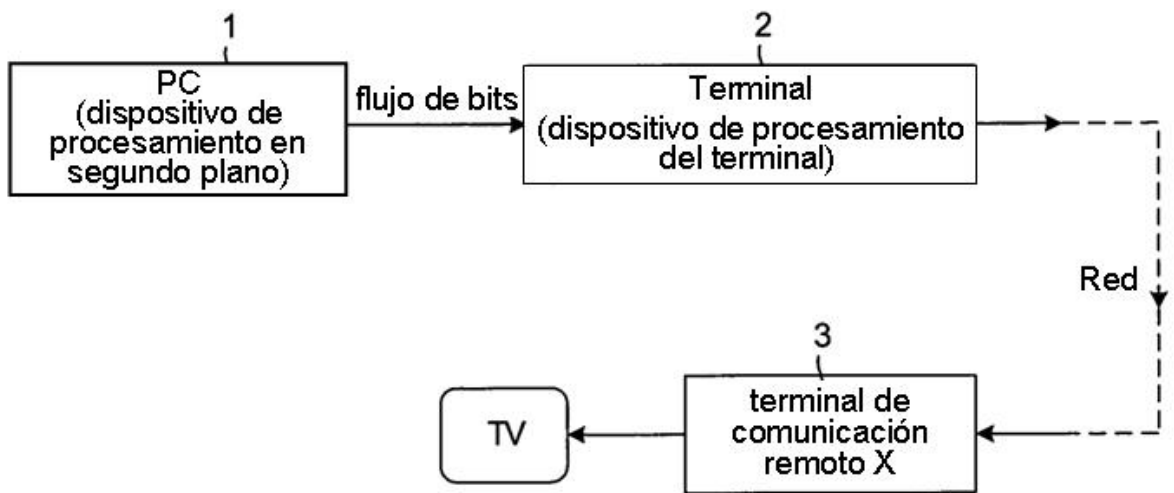 1
PC
(dispositivo de
procesamiento en
segundo plano)
flujo de bits
2
Terminal
(dispositivo de procesamiento
del terminal)
Red
3
terminal de
comunicación
remoto X
TV